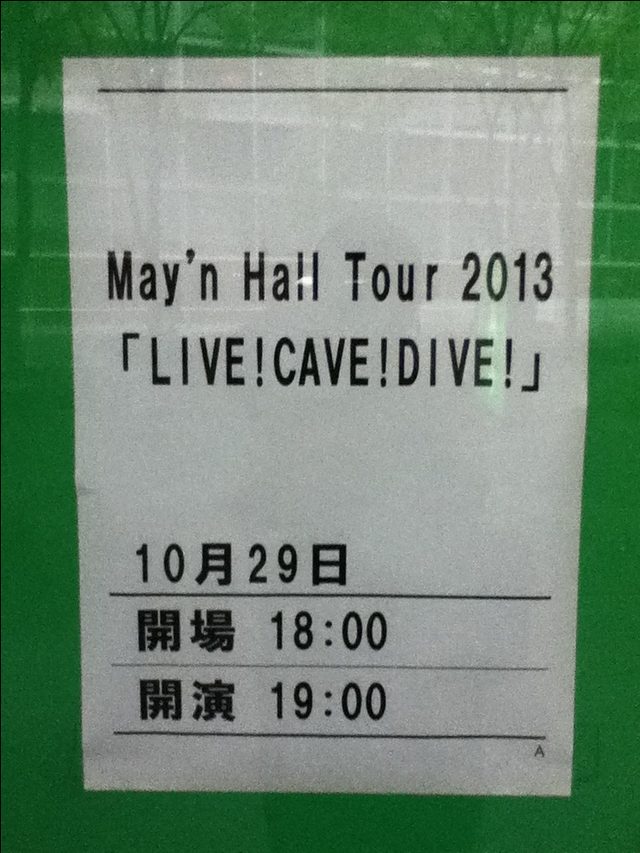 May'n Hall Tour 2013
「LIVE!CAVE!DIVE!」
10月29日
開場 18:00
開演 19:00
A